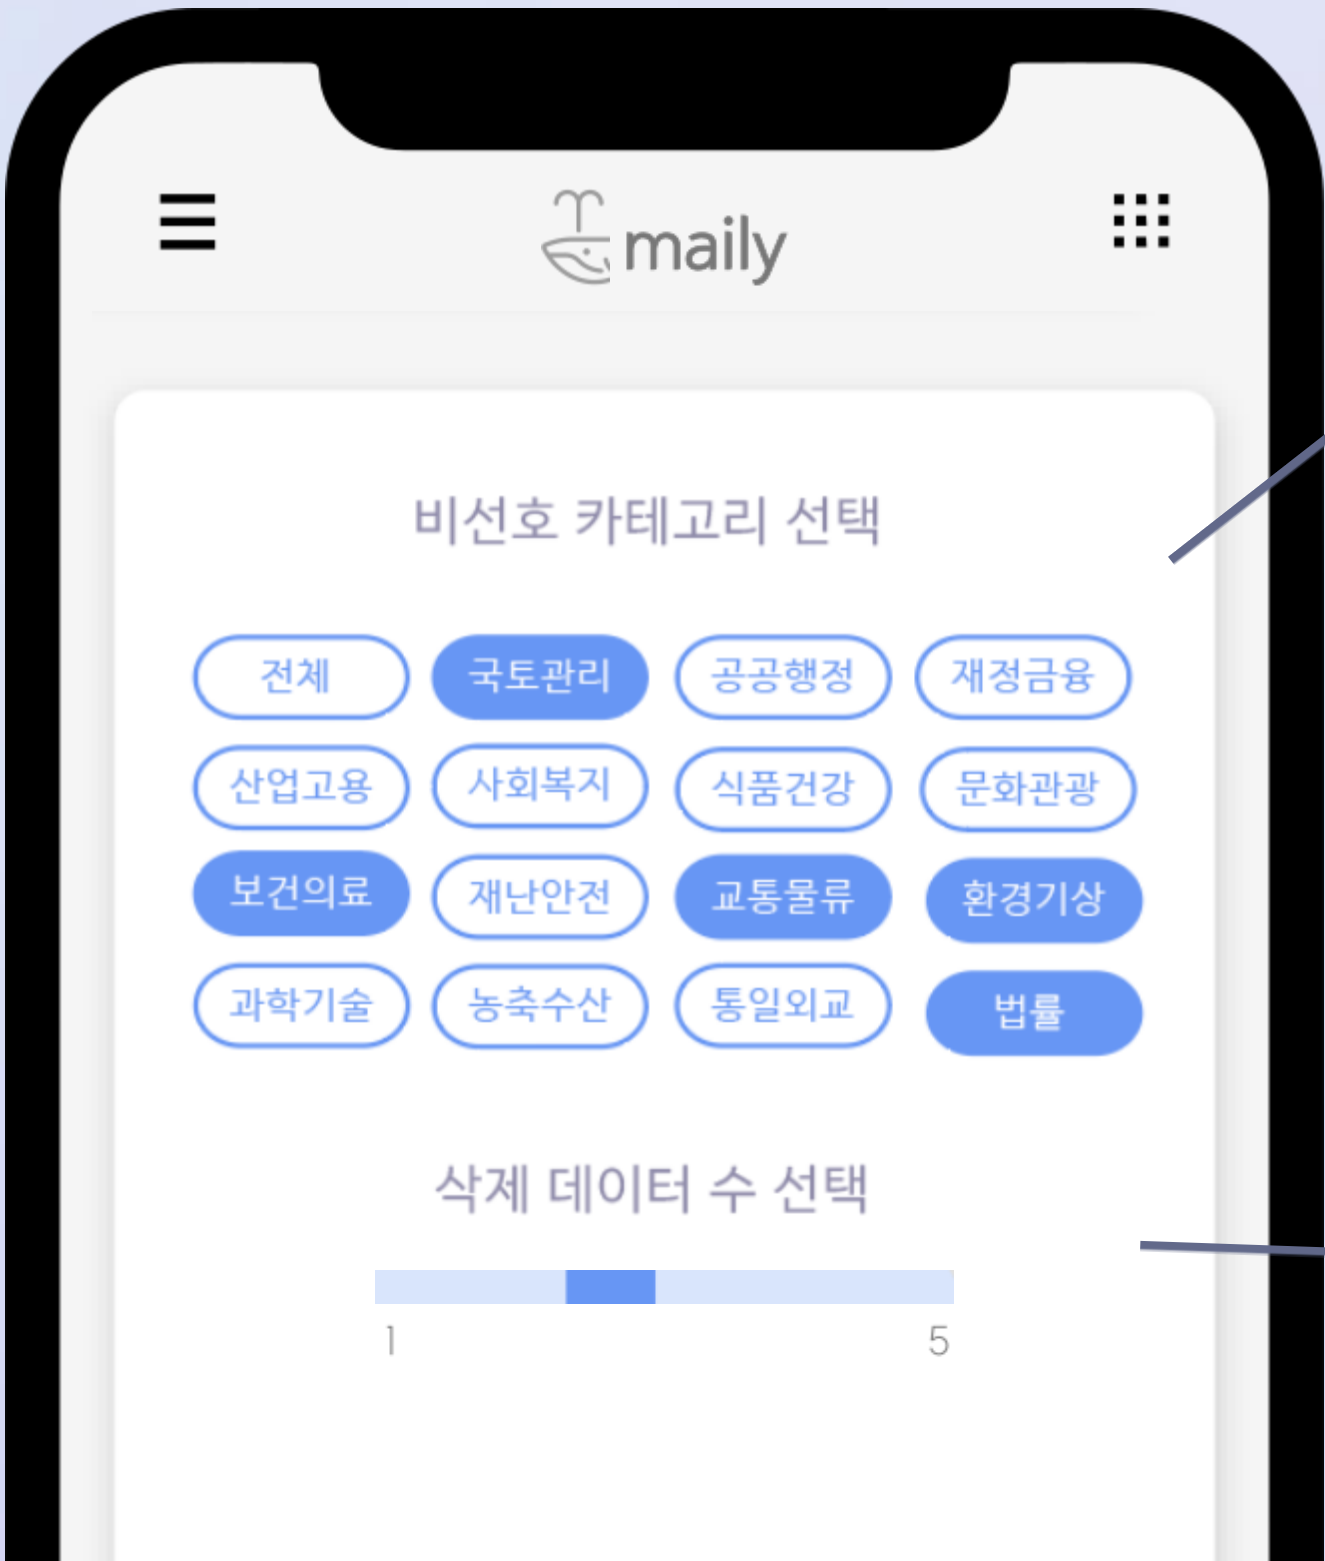 maily
비선호 카테고리 선택
전체 국토관리 공공행정 재정금융
산업고용 사회복지 식품건강 문화관광
보건의료 재난안전 교통물류 환경기상
과학기술 농축수산 통일외교 법률
삭제 데이터 수 선택
1 5